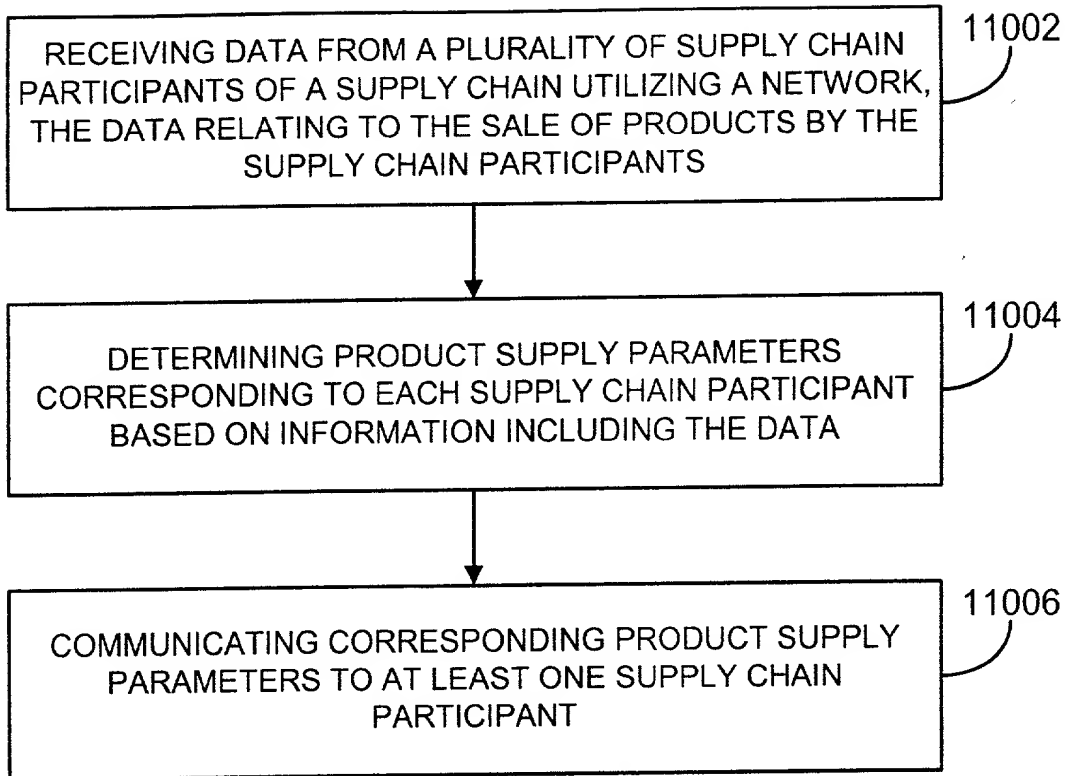 11002
RECEIVING DATA FROM A PLURALITY OF SUPPLY CHAIN
PARTICIPANTS OF A SUPPLY CHAIN UTILIZING A NETWORK,
THE DATA RELATING TO THE SALE OF PRODUCTS BY THE
SUPPLY CHAIN PARTICIPANTS
11004
DETERMINING PRODUCT SUPPLY PARAMETERS
CORRESPONDING TO EACH SUPPLY CHAIN PARTICIPANT
BASED ON INFORMATION INCLUDING THE DATA
11006
COMMUNICATING CORRESPONDING PRODUCT SUPPLY
PARAMETERS TO AT LEAST ONE SUPPLY CHAIN
PARTICIPANT